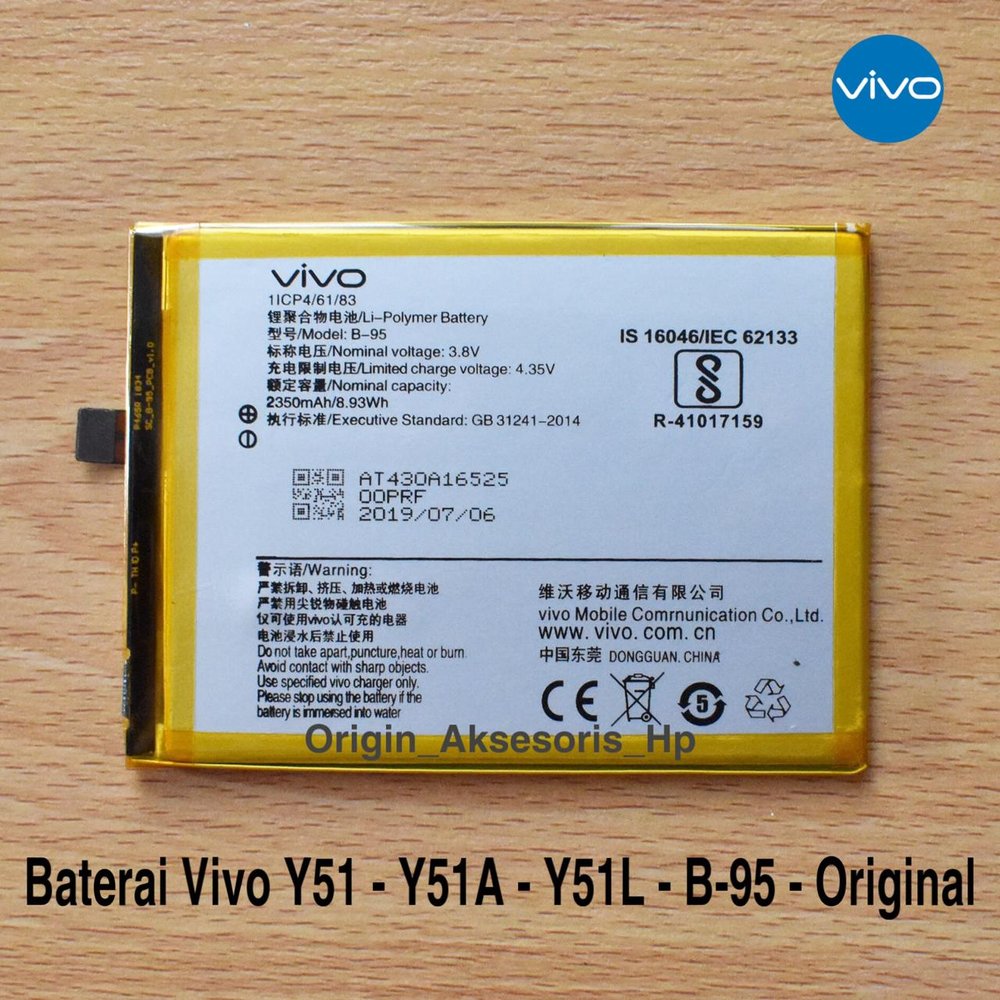 vivo
vivo
1ICP4/61/83
锂聚合物电池/Li-Polymer Battery
型号/Model: B-95
标称电压/Nominal voltage: 3.8V
充电限制电压/Limited charge voltage: 4.35V
额定容量/Nominal capacity:
2350mAh/8.93Wh
执行标准/Executive Standard: GB 31241-2014
IS 16046/IEC 62133
R-41017159
P465R 1834
SC_B-95_PCB_v1.0
AT430A16525
00PRF
2019/07/06
警示语/Warning:
严禁拆卸、挤压、加热或燃烧电池
严禁用尖锐物碰触电池
仅可使用vivo认可充的电器
电池浸水后禁止使用
Do not take apart,puncture,heat or burn.
Avoid contact with sharp objects.
Use specified vivo charger only.
Please stop using the battery if the
battery is immersed into water
维沃移动通信有限公司
vivo Mobile Comrnunication Co.,Ltd.
www.vivo.com.cn
中国东莞 DONGGUAN. CHINA
CE
5
Origin_Aksesoris_Hp
Baterai Vivo Y51 - Y51A - Y51L - B-95 - Original